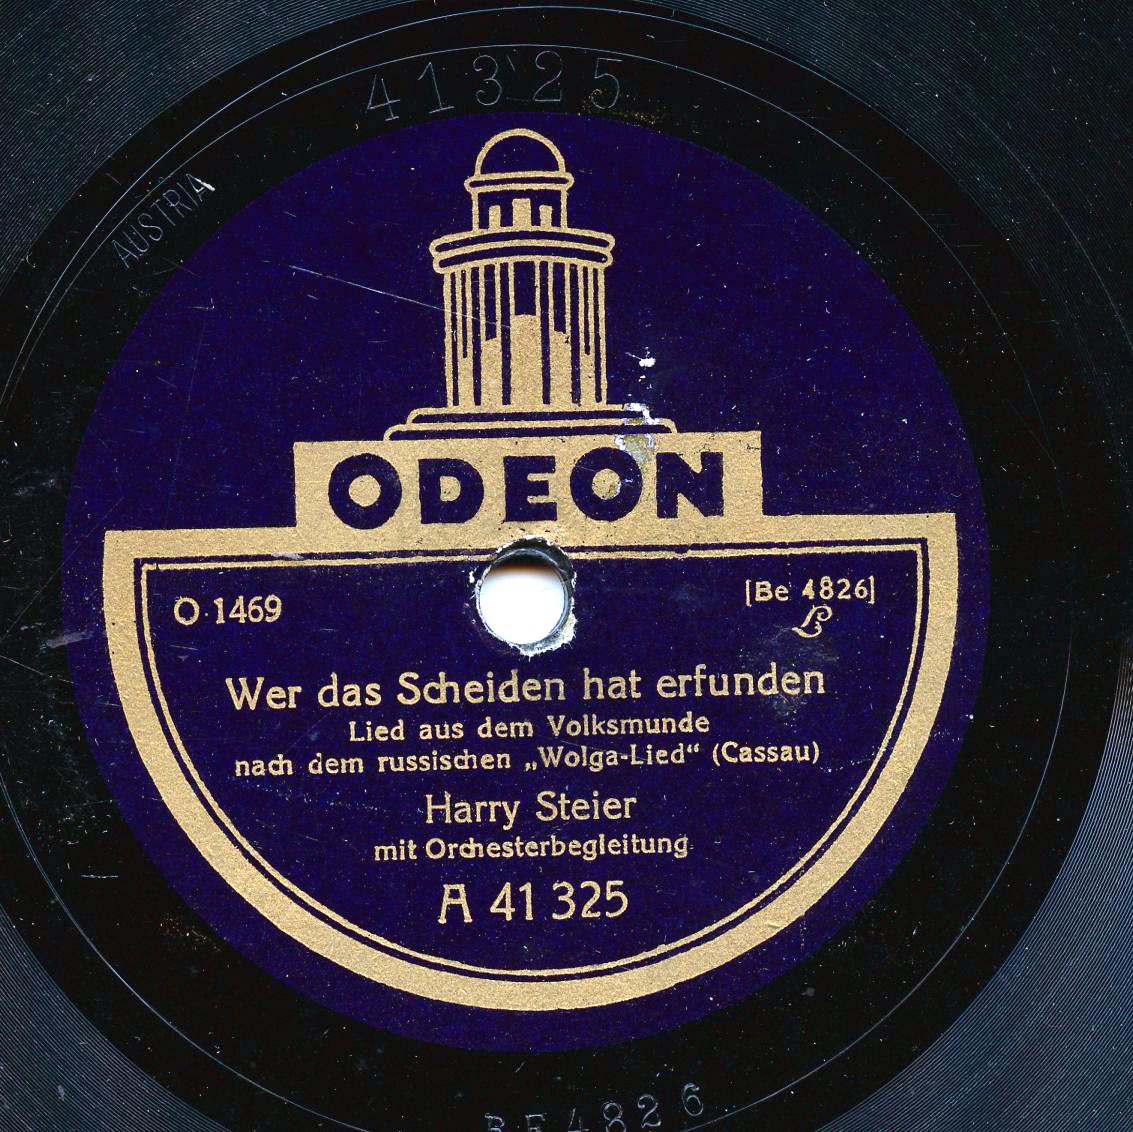 41325
AUSTRIA
ODEON
O·1469
[Be 4826]
Wer das Scheiden hat erfunden
Lied aus dem Volksmunde
nach dem russischen „Wolga-Lied“ (Cassau)
Harry Steier
mit Orchesterbegleitung
A 41 325
BE4826